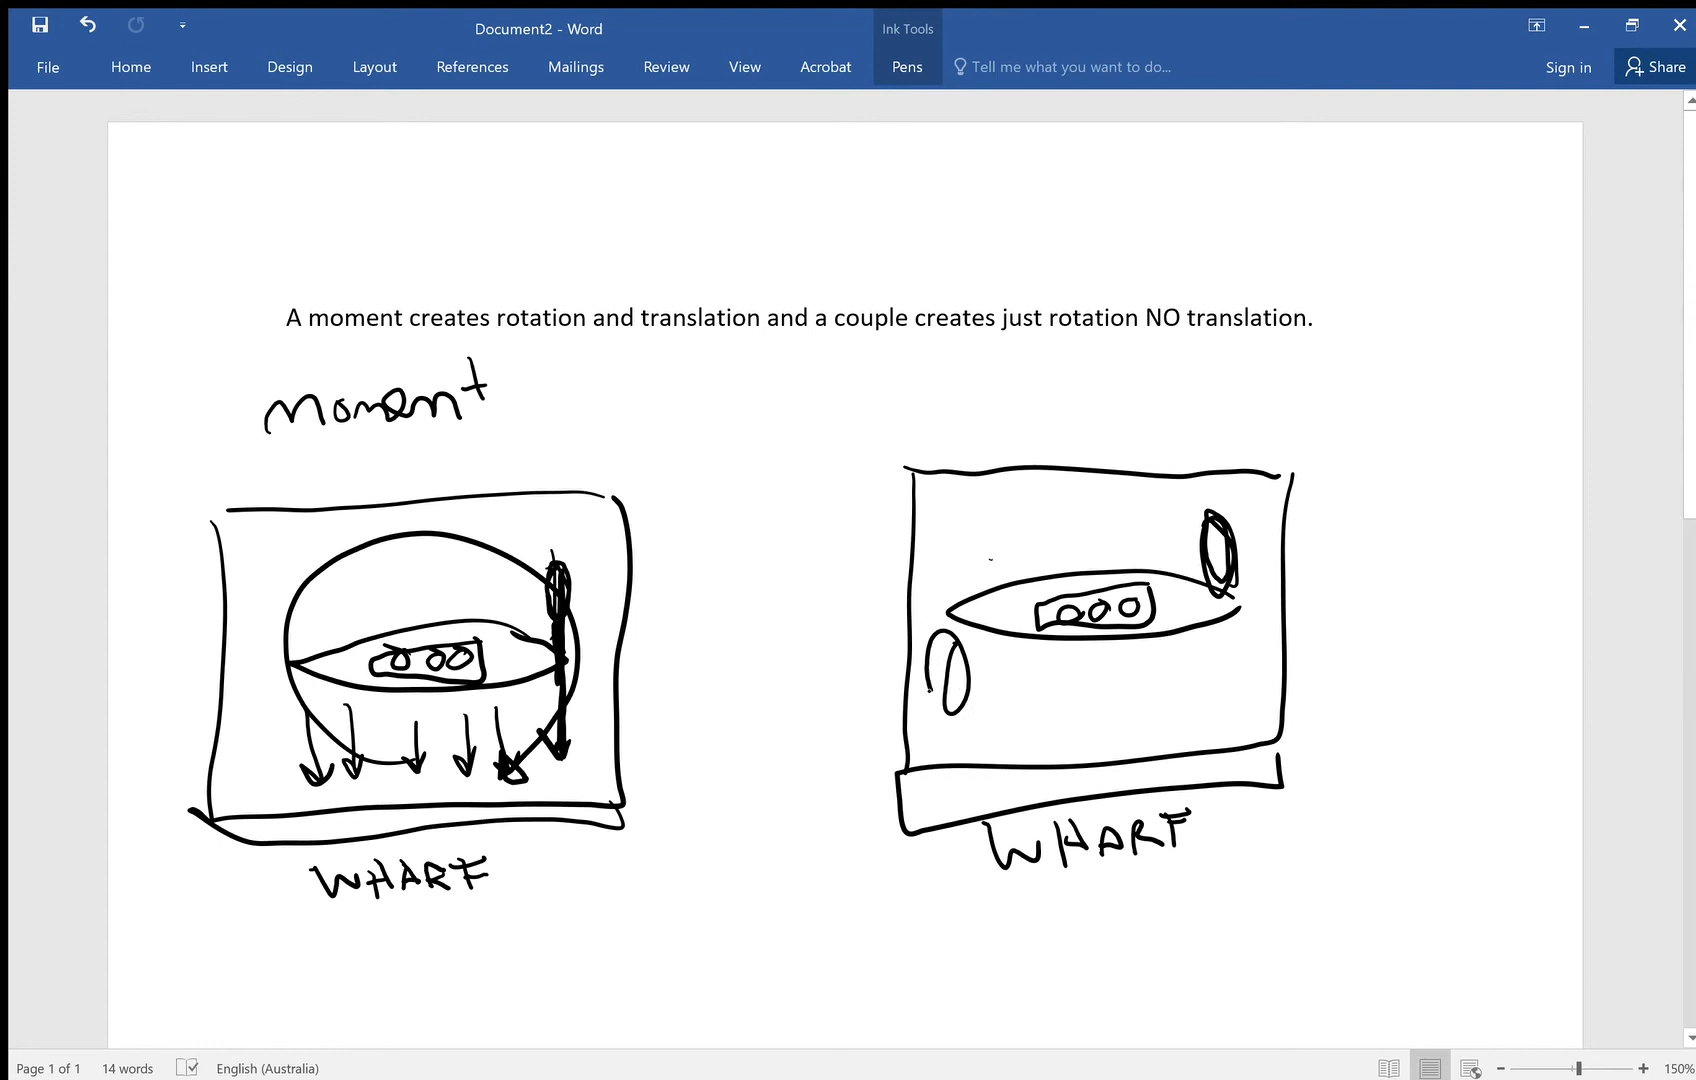 Document2 - Word
Ink Tools
File Home Insert Design Layout References Mailings Review View Acrobat Pens Tell me what you want to do... Sign in Share
A moment creates rotation and translation and a couple creates just rotation NO translation.
moment
WHARF
WHARF
Page 1 of 1 14 words English (Australia) 150%